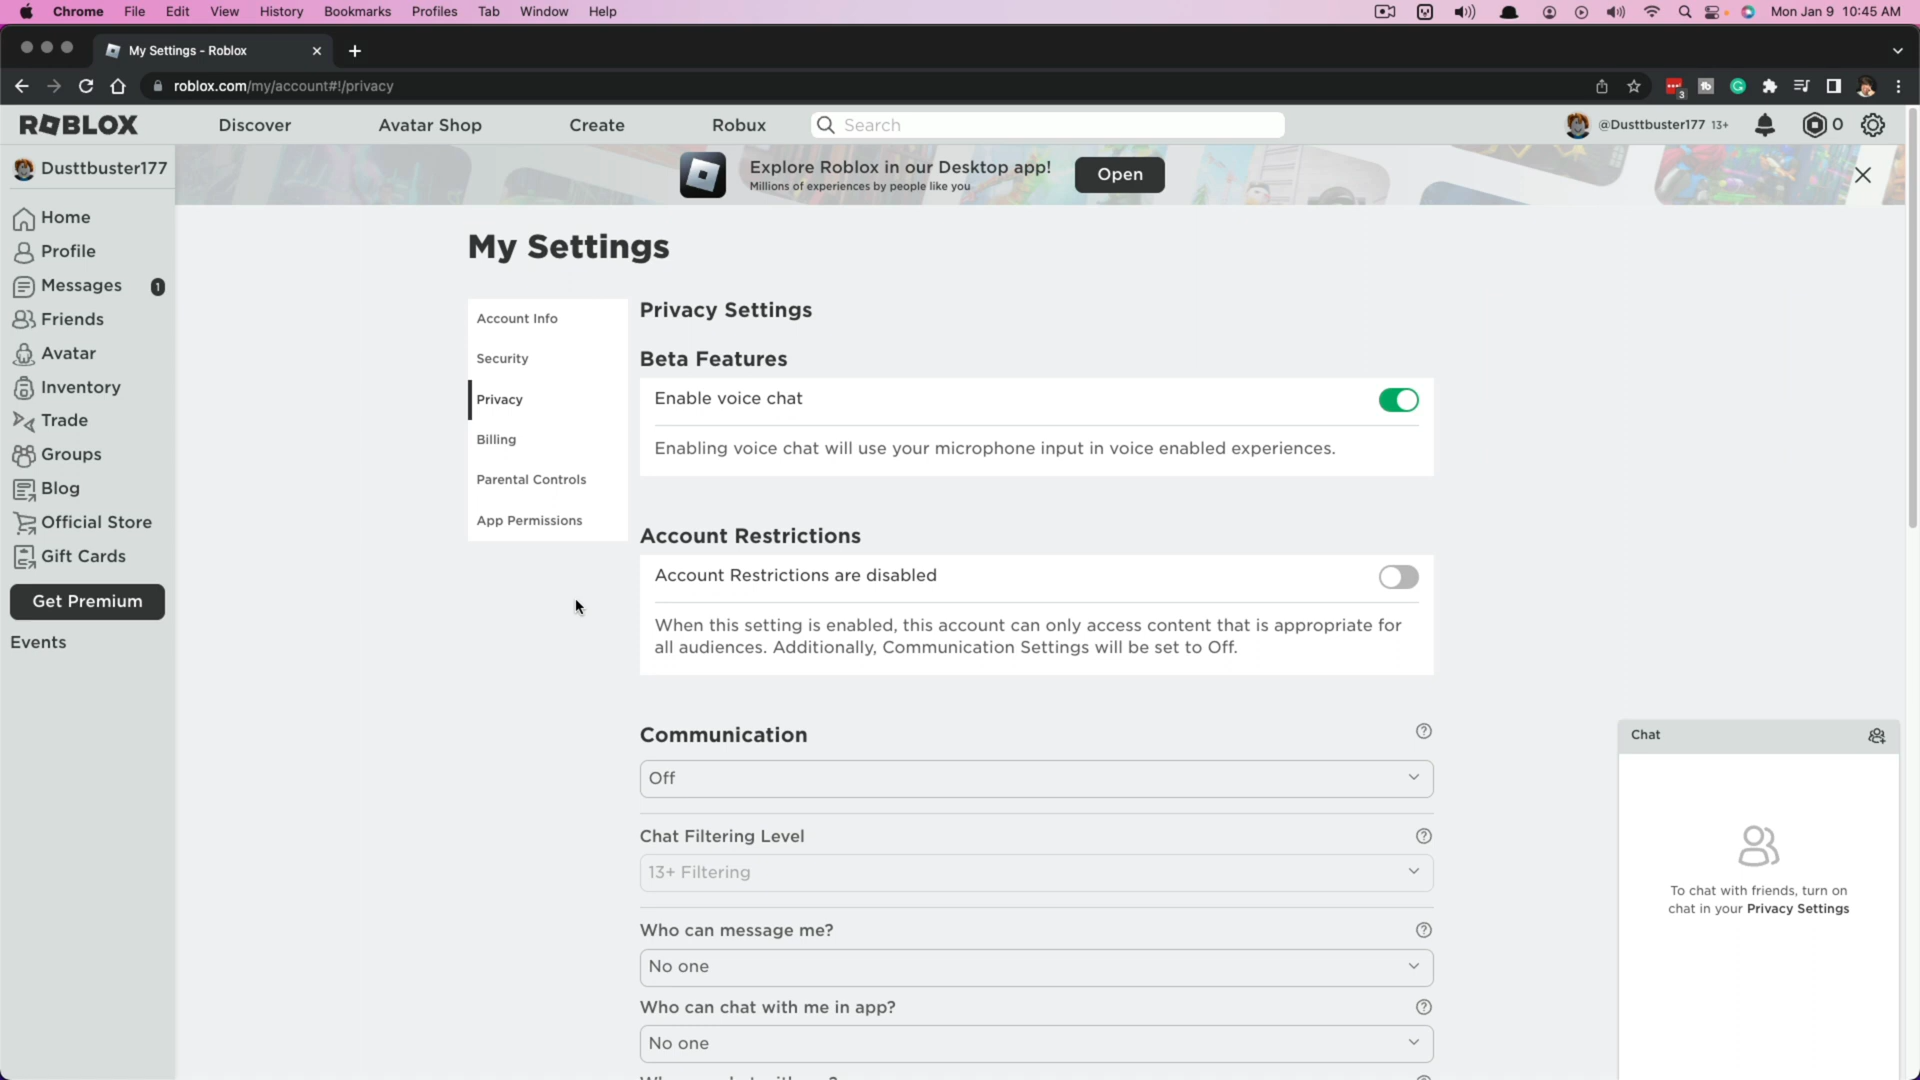 Chrome File Edit View History Bookmarks Profiles Tab Window Help Mon Jan 9 10:45 AM
My Settings - Roblox
roblox.com/my/account#!/privacy 3
ROBLOX Discover Avatar Shop Create Robux Search @Dusttbuster177 13+ 0
Dusttbuster177
Explore Roblox in our Desktop app!
Millions of experiences by people like you
Open
Home
Profile
Messages 1
Friends
Avatar
Inventory
Trade
Groups
Blog
Official Store
Gift Cards
Get Premium
Events
My Settings
Account Info
Security
Privacy
Billing
Parental Controls
App Permissions
Privacy Settings
Beta Features
Enable voice chat
Enabling voice chat will use your microphone input in voice enabled experiences.
Account Restrictions
Account Restrictions are disabled
When this setting is enabled, this account can only access content that is appropriate for
all audiences. Additionally, Communication Settings will be set to Off.
Communication
Off
Chat Filtering Level
13+ Filtering
Who can message me?
No one
Who can chat with me in app?
No one
Chat
To chat with friends, turn on
chat in your Privacy Settings